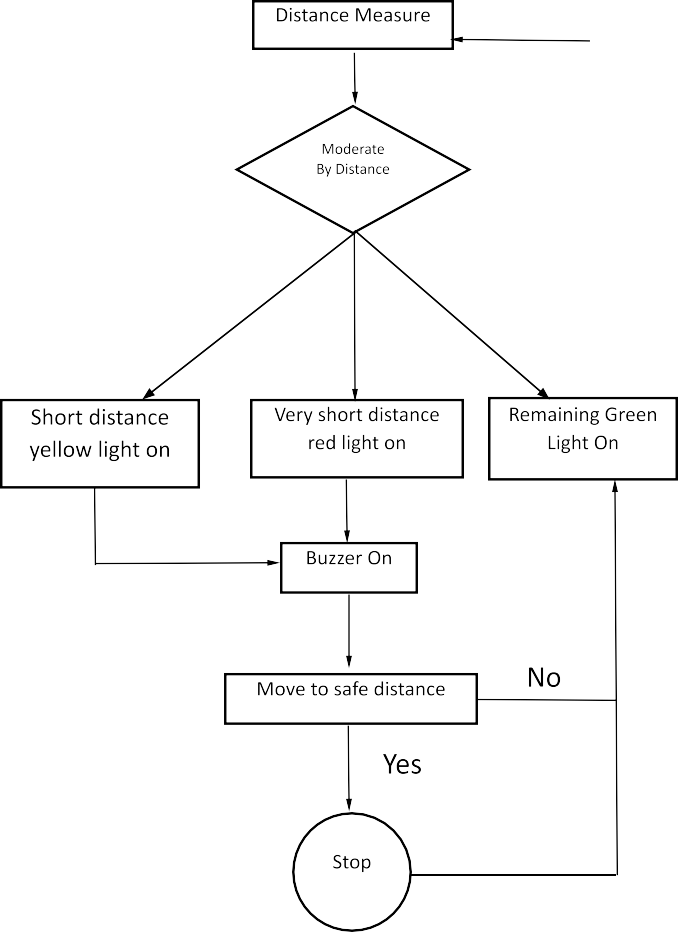 Distance Measure
Moderate
By Distance
Short distance
yellow light on
Very short distance
red light on
Remaining Green
Light On
Buzzer On
Move to safe distance
No
Yes
Stop